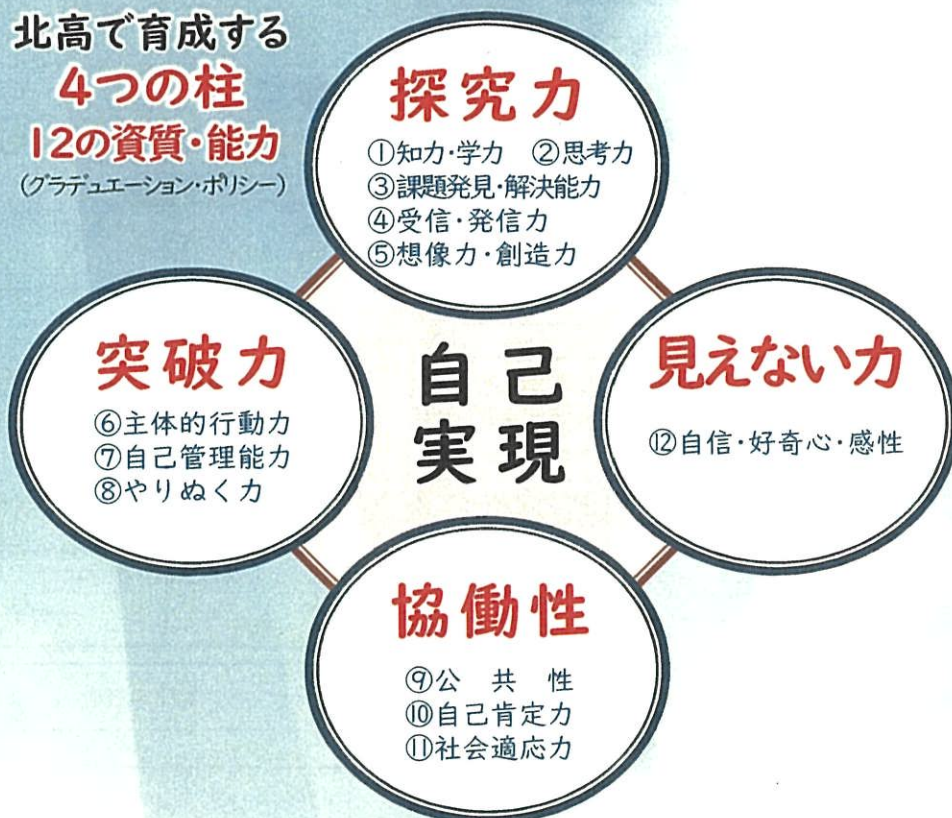 北高で育成する
4つの柱
12の資質・能力
(グラデュエーション・ポリシー)
探究力
①知力・学力 ②思考力
③課題発見・解決能力
④受信・発信力
⑤想像力・創造力
突破力
⑥主体的行動力
⑦自己管理能力
⑧やりぬく力
自己
実現
見えない力
⑫自信・好奇心・感性
協働性
⑨公 共 性
⑩自己肯定力
⑪社会適応力